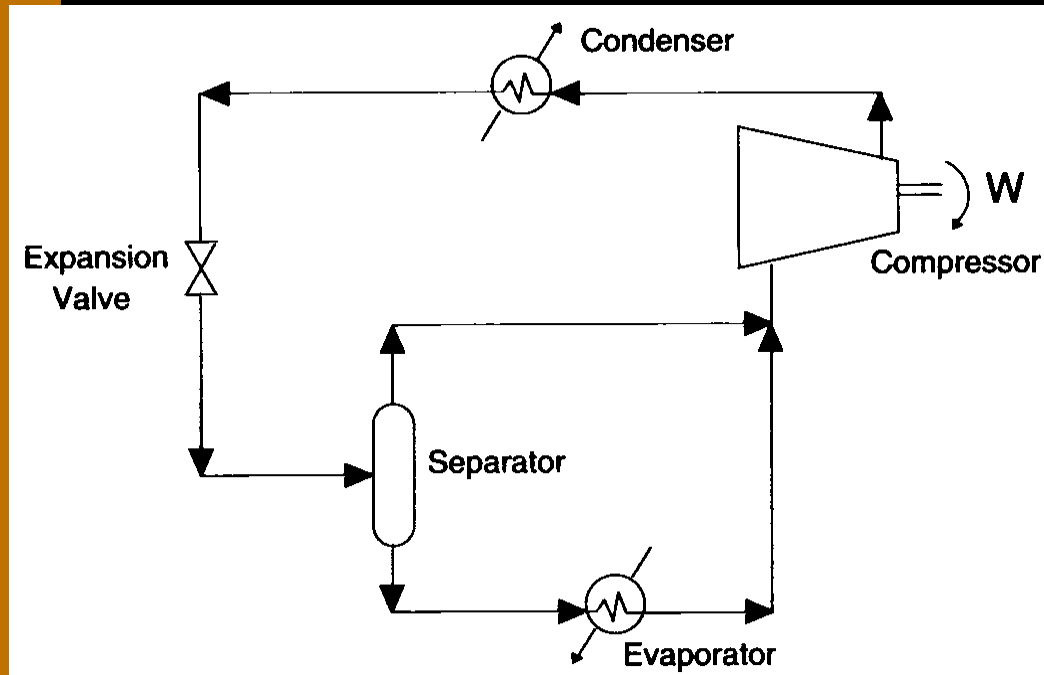 Condenser
W
Expansion
Valve
Compressor
Separator
Evaporator